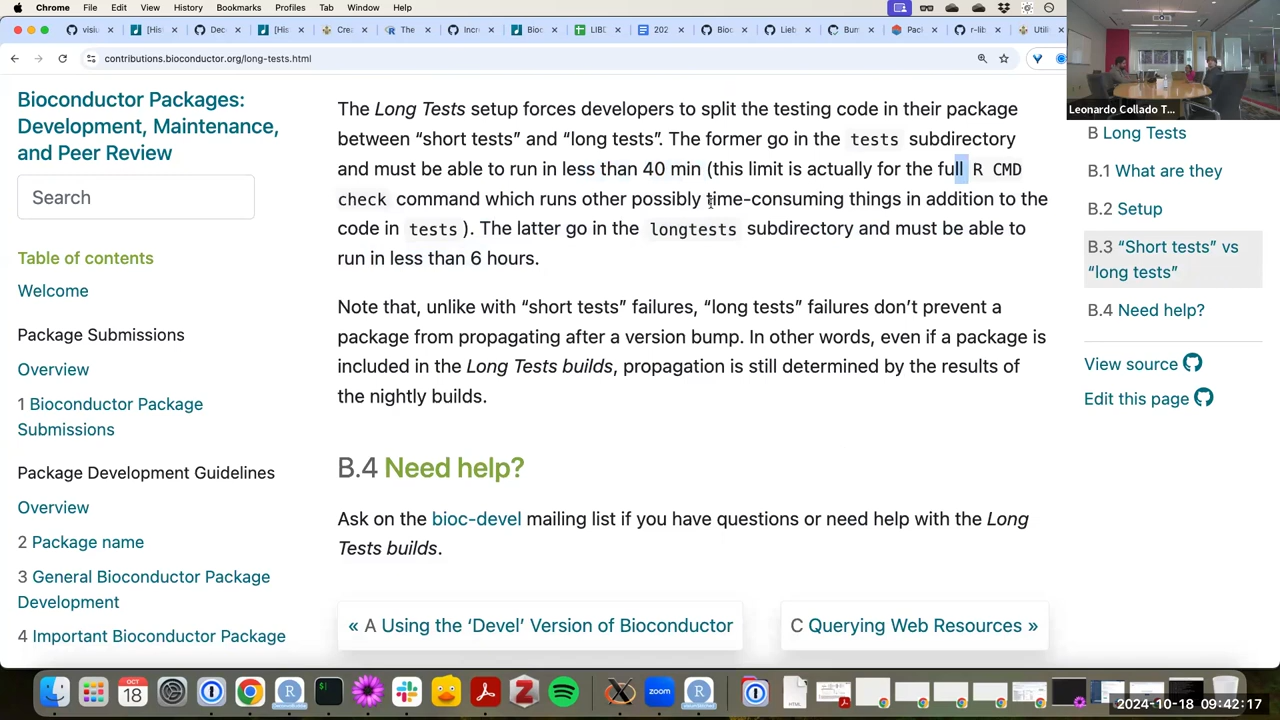 Chrome File Edit View History Bookmarks Profiles Tab Window Help
contributions.bioconductor.org/long-tests.html
Leonardo Collado T...
Bioconductor Packages:
Development, Maintenance,
and Peer Review
Search
Table of contents
Welcome
Package Submissions
Overview
1 Bioconductor Package
Submissions
Package Development Guidelines
Overview
2 Package name
3 General Bioconductor Package
Development
4 Important Bioconductor Package
The Long Tests setup forces developers to split the testing code in their package
between “short tests” and “long tests”. The former go in the tests subdirectory
and must be able to run in less than 40 min (this limit is actually for the full R CMD
check command which runs other possibly time-consuming things in addition to the
code in tests). The latter go in the longtests subdirectory and must be able to
run in less than 6 hours.
Note that, unlike with “short tests” failures, “long tests” failures don’t prevent a
package from propagating after a version bump. In other words, even if a package is
included in the Long Tests builds, propagation is still determined by the results of
the nightly builds.
B.4 Need help?
Ask on the bioc-devel mailing list if you have questions or need help with the Long
Tests builds.
« A Using the ‘Devel’ Version of Bioconductor
C Querying Web Resources »
B Long Tests
B.1 What are they
B.2 Setup
B.3 “Short tests” vs
“long tests”
B.4 Need help?
View source
Edit this page
OCT
18
zoom
2024-10-18 09:42:17